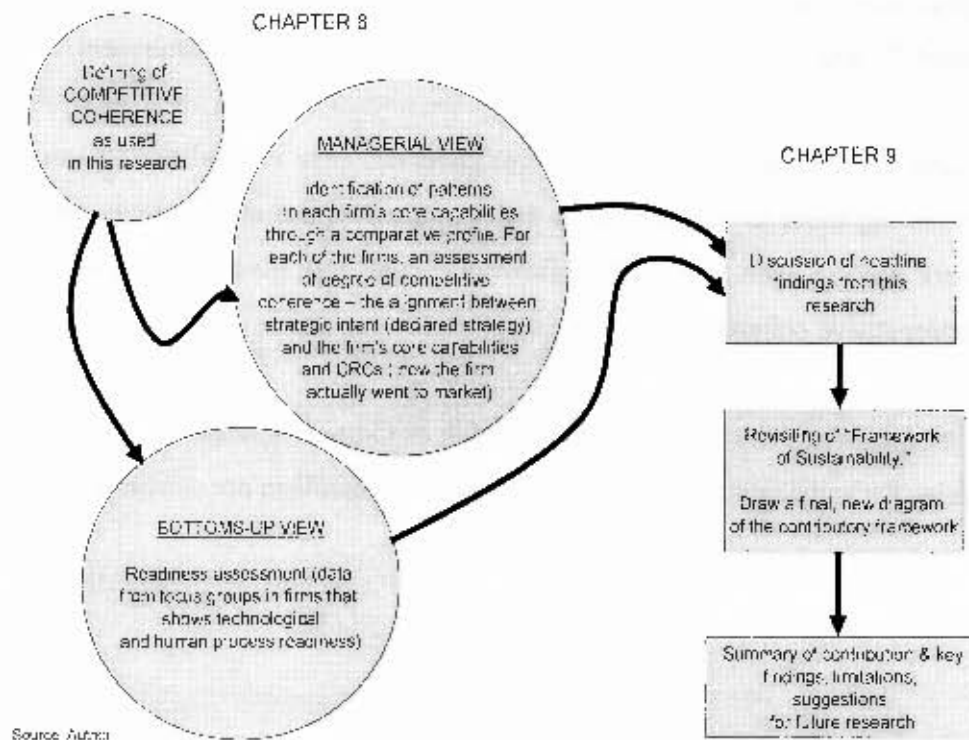 CHAPTER 8
Defining of
COMPETITIVE
COHERENCE
as used
in this research
MANAGERIAL VIEW
Identification of patterns
in each firm's core capabilities
through a comparative profile. For
each of the firms, an assessment
of degree of competitive
coherence – the alignment between
strategic intent (declared strategy)
and the firm's core capabilities
and CRCs ( how the firm
actually went to market)
BOTTOMS-UP VIEW
Readiness assessment (data
from focus groups in firms that
shows technological
and human process readiness)
CHAPTER 9
Discussion of headline
findings from this
research
Revisiting of "Framework
of Sustainability."
Draw a final, new diagram
of the contributory framework
Summary of contribution & key
findings, limitations,
suggestions
for future research
Source: Author